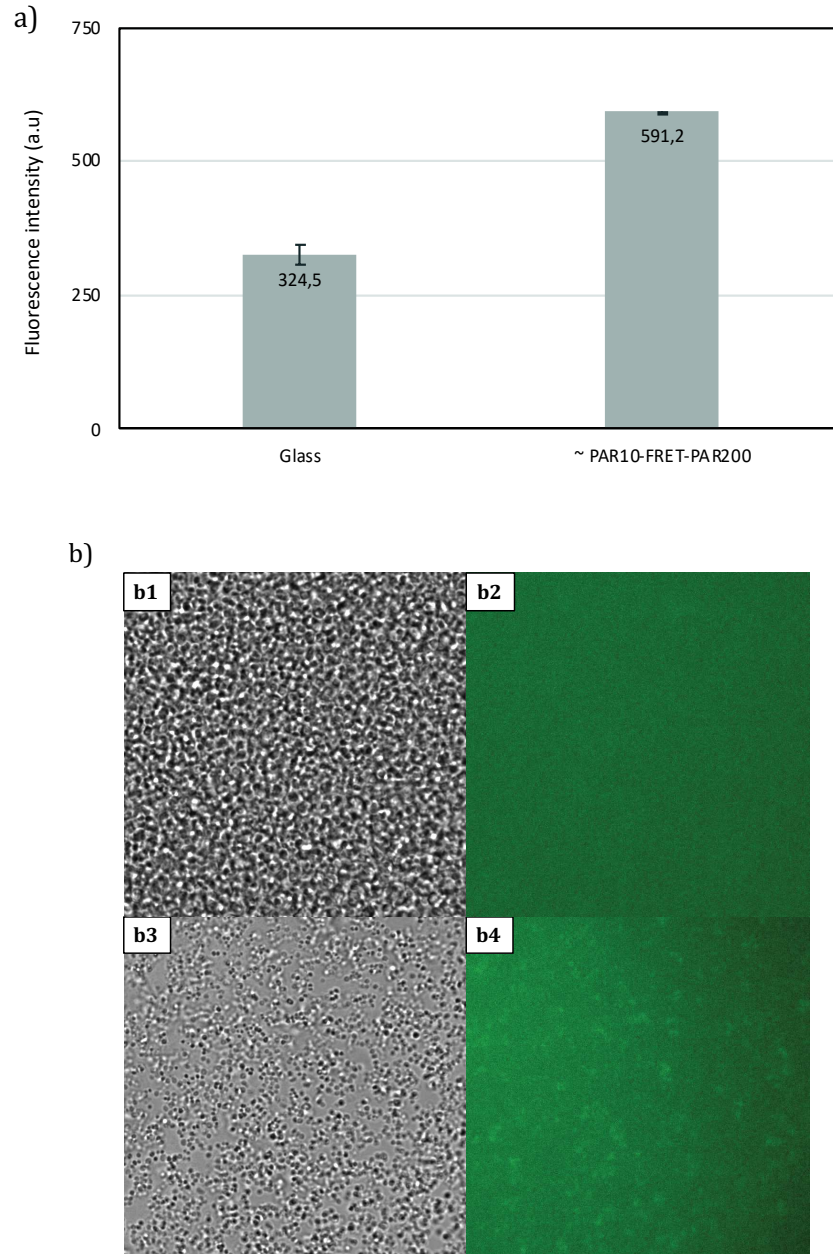 a)
Fluorescence intensity (a.u)
750
500
250
0
324,5
591,2
Glass
~ PAR10-FRET-PAR200
b)
b1
b2
b3
b4